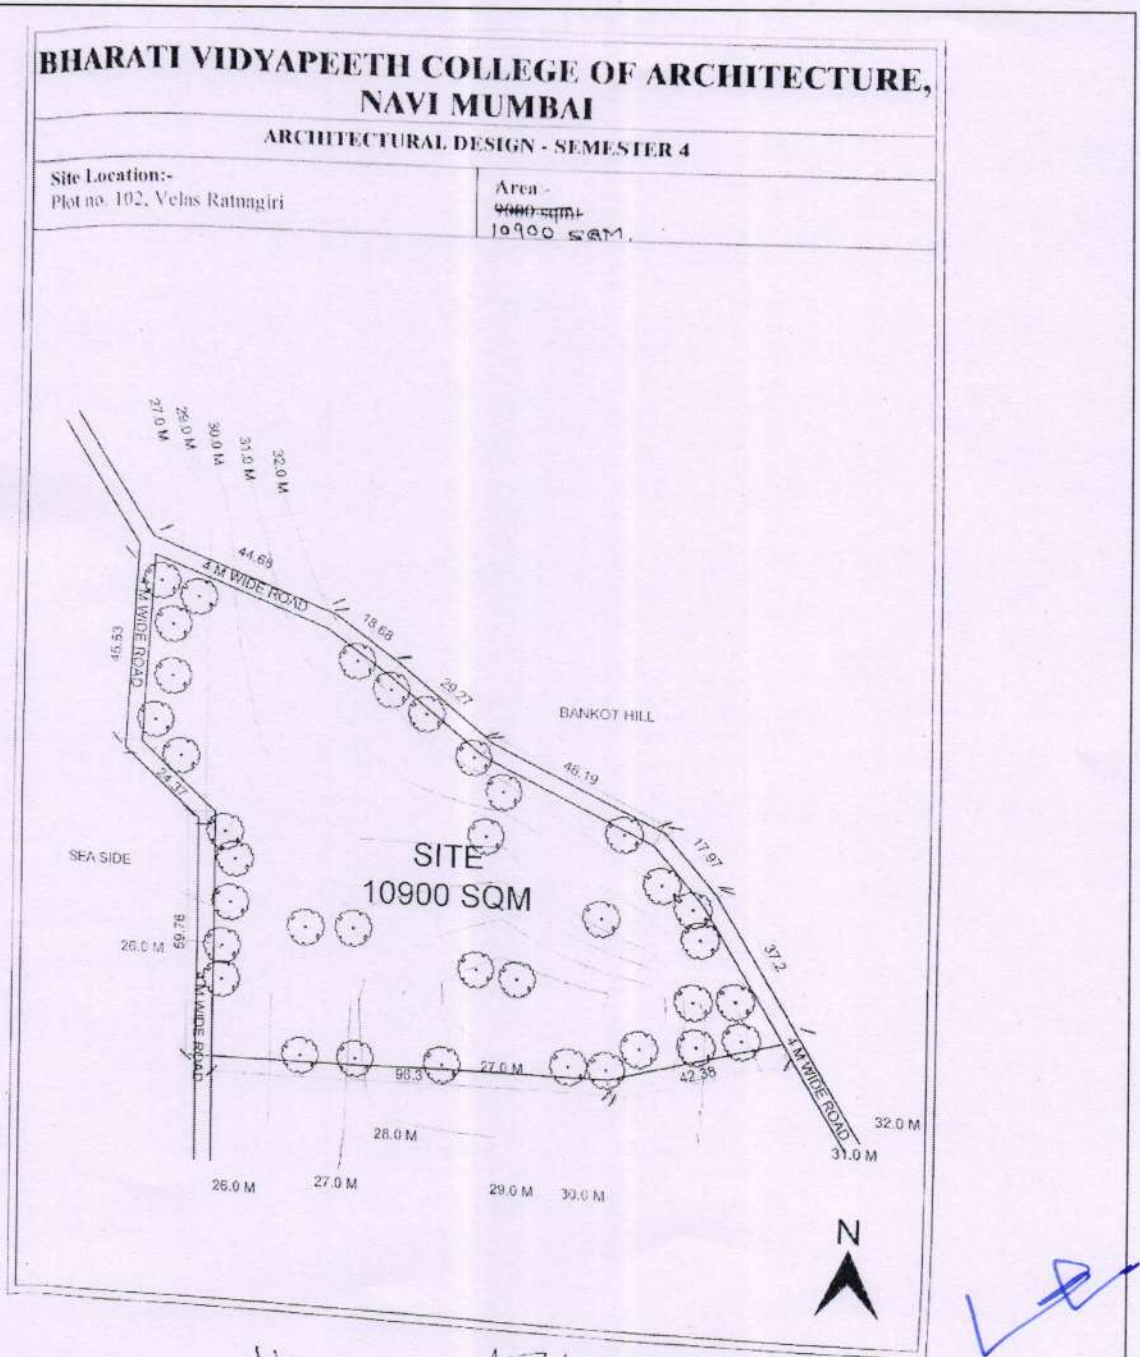 BHARATI VIDYAPEETH COLLEGE OF ARCHITECTURE,
NAVI MUMBAI
ARCHITECTURAL DESIGN - SEMESTER 4
Site Location:-
Plot no. 102, Velas Ratnagiri
Area -
9000 sqmt
10900 SQM.
27.0 M
29.0 M
30.0 M
31.0 M
32.0 M
44.68
4 M WIDE ROAD
18.68
29.27
4 M WIDE ROAD
45.53
BANKOT HILL
24.37
46.19
17.97
SEA SIDE
SITE
10900 SQM
26.0 M
59.76
37.2
4 M WIDE ROAD
96.3
27.0 M
42.38
4 M WIDE ROAD
28.0 M
32.0 M
31.0 M
26.0 M
27.0 M
29.0 M
30.0 M
N